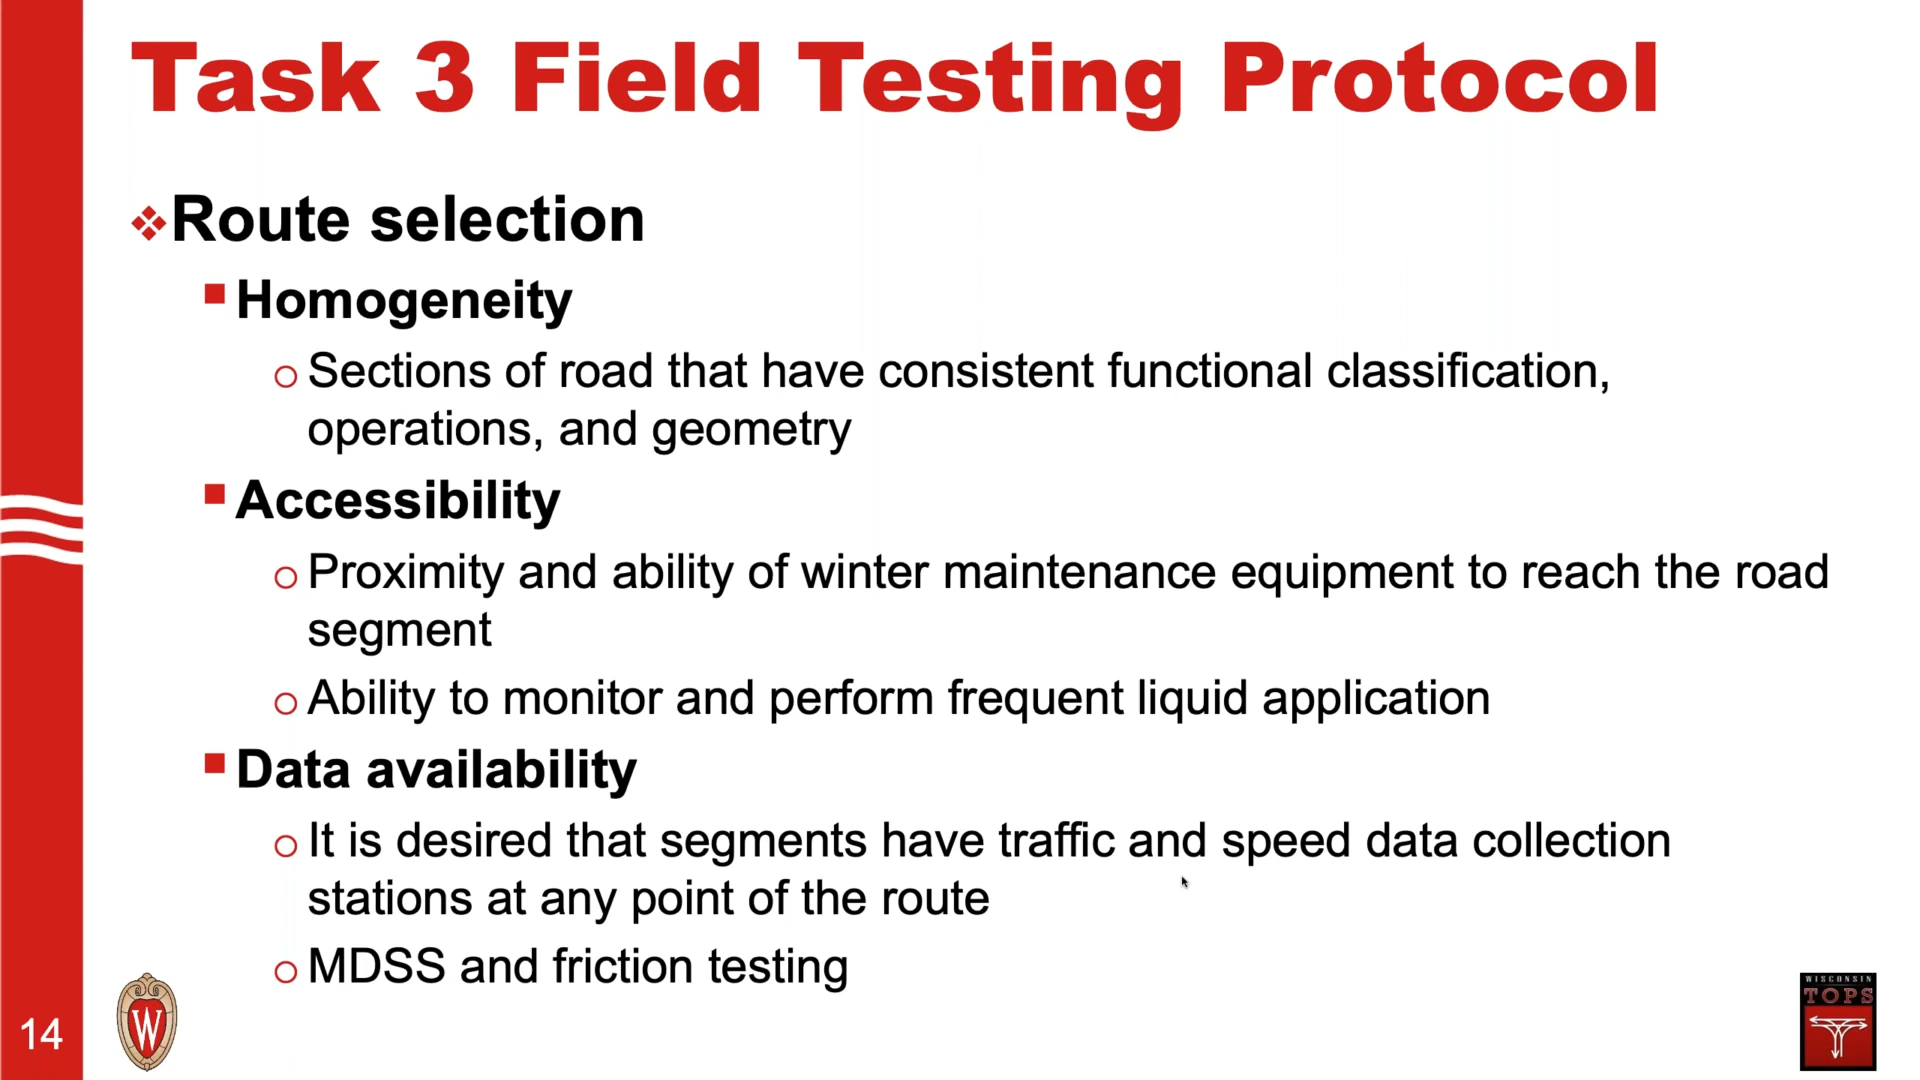 Task 3 Field Testing Protocol
❖Route selection
▪Homogeneity
○Sections of road that have consistent functional classification,
operations, and geometry
▪Accessibility
○Proximity and ability of winter maintenance equipment to reach the road
segment
○Ability to monitor and perform frequent liquid application
▪Data availability
○It is desired that segments have traffic and speed data collection
stations at any point of the route
○MDSS and friction testing
14
W
WISCONSIN
TOPS